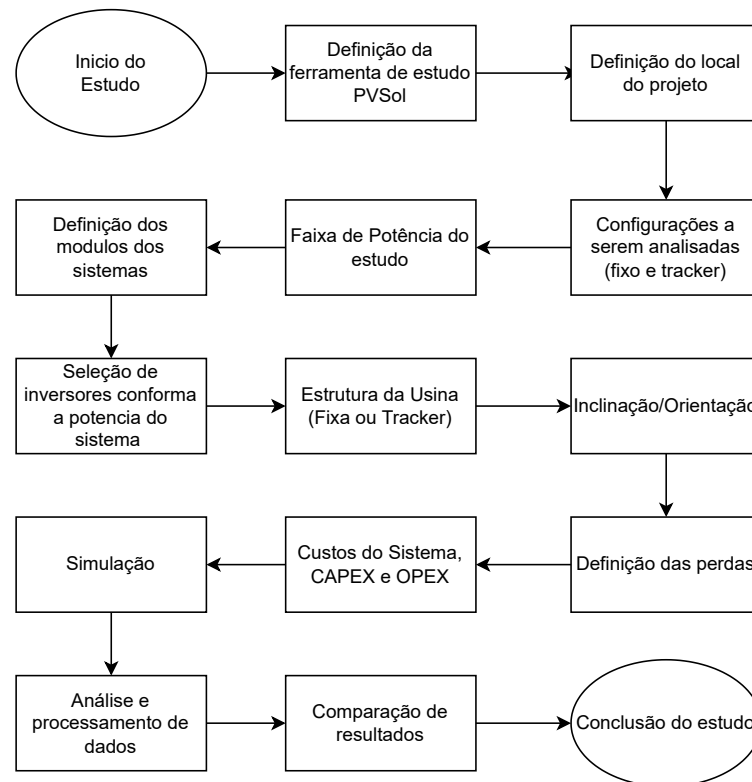 Inicio do
Estudo
Definição da
ferramenta de estudo
PVSol
Definição do local
do projeto
Definição dos
modulos dos
sistemas
Faixa de Potência do
estudo
Configurações a
serem analisadas
(fixo e tracker)
Seleção de
inversores conforma
a potencia do
sistema
Estrutura da Usina
(Fixa ou Tracker)
Inclinação/Orientação
Simulação
Custos do Sistema,
CAPEX e OPEX
Definição das perdas
Análise e
processamento de
dados
Comparação de
resultados
Conclusão do estudo